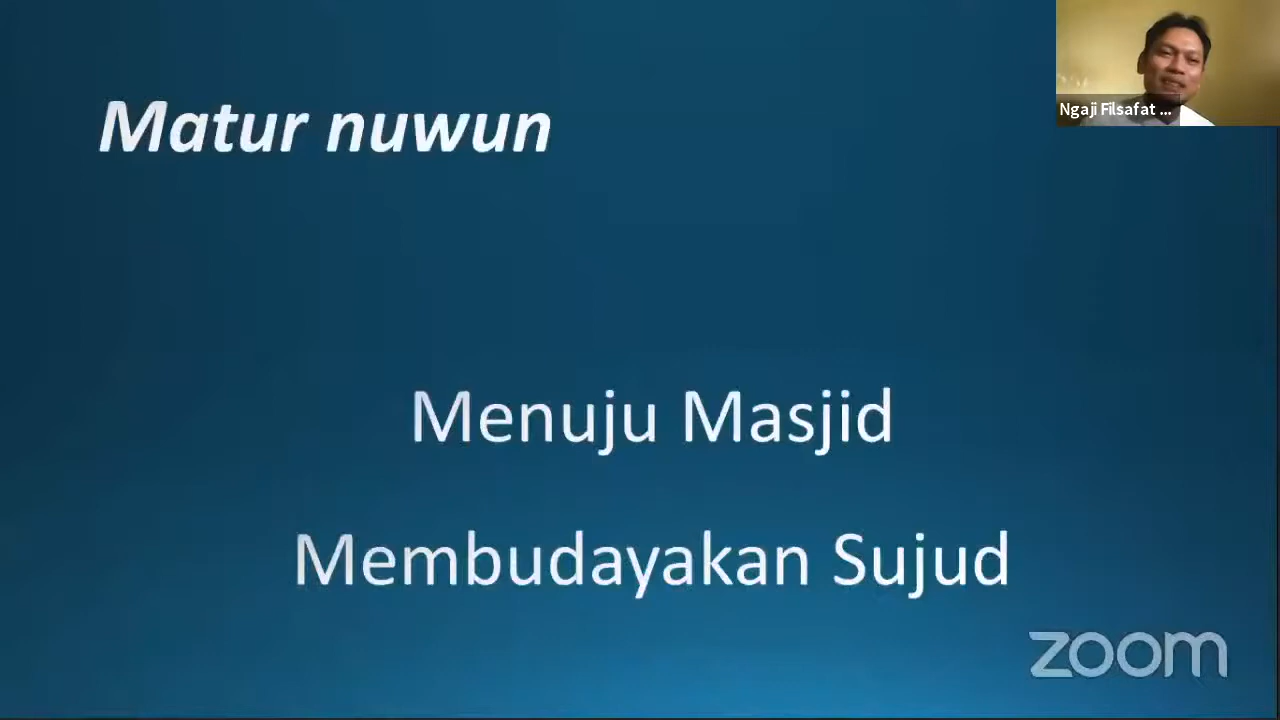 Matur nuwun
Ngaji Filsafat ...
Menuju Masjid
Membudayakan Sujud
zoom